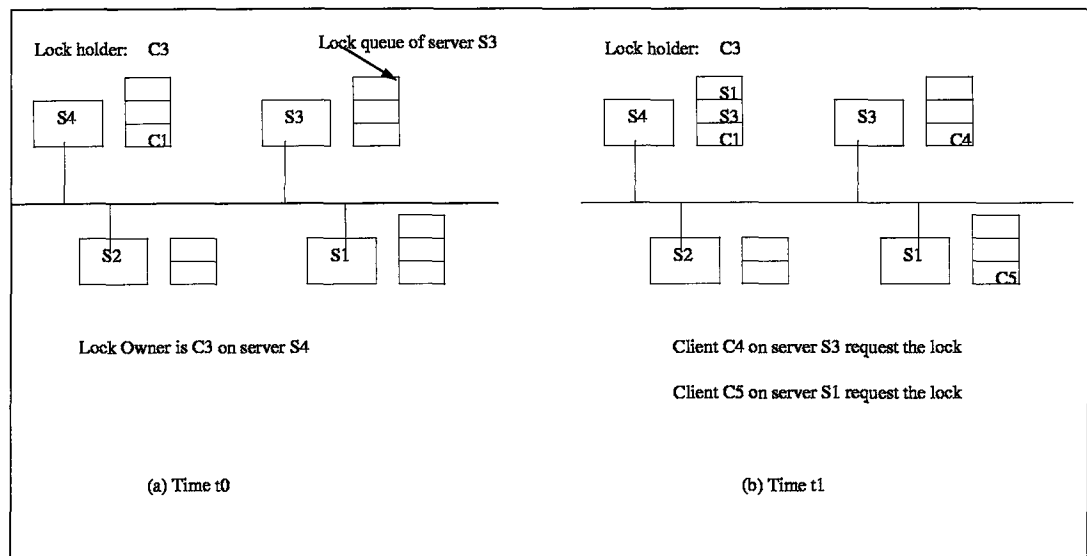 Lock holder: C3
Lock queue of server S3
S4
C1
S3
S2
S1
Lock Owner is C3 on server S4
(a) Time t0
Lock holder: C3
S4
S1
S3
C1
S3
C4
S2
S1
C5
Client C4 on server S3 request the lock
Client C5 on server S1 request the lock
(b) Time t1